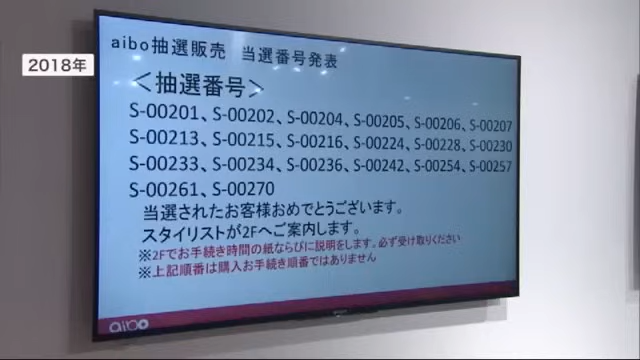 2018年
aibo抽選販売 当選番号発表
＜抽選番号＞
S-00201、S-00202、S-00204、S-00205、S-00206、S-00207
S-00213、S-00215、S-00216、S-00224、S-00228、S-00230
S-00233、S-00234、S-00236、S-00242、S-00254、S-00257
S-00261、S-00270
当選されたお客様おめでとうございます。
スタイリストが2Fへご案内します。
※2Fでお手続き時間の紙ならびに説明をします。必ず受け取りください
※上記順番は購入お手続き順番ではありません
aibo